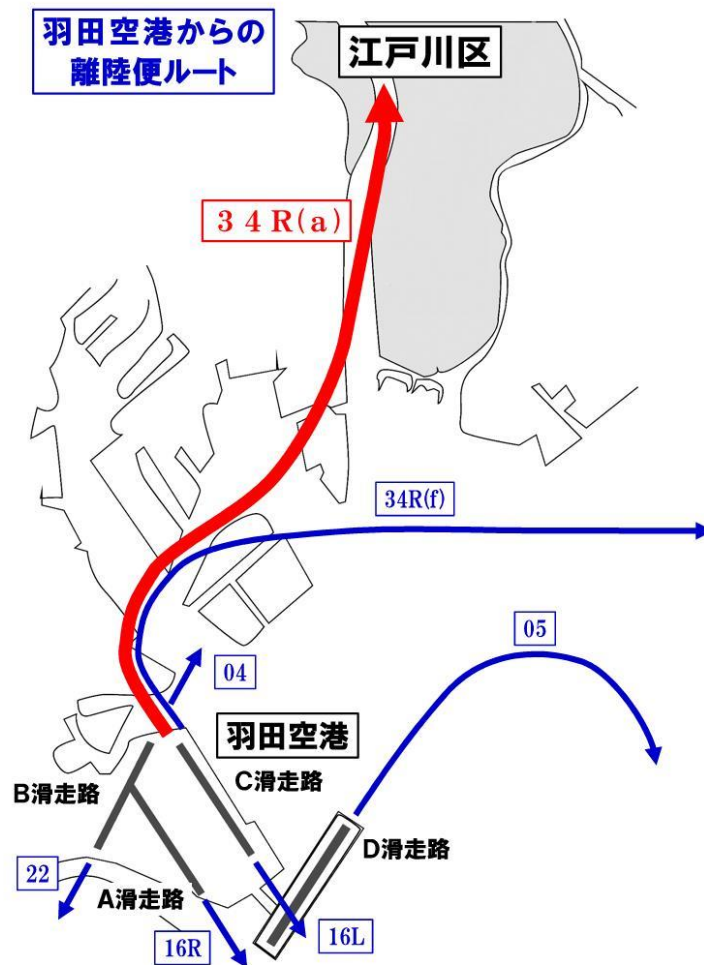 羽田空港からの
離陸便ルート
江戸川区
３４R(a)
34R(f)
05
04
羽田空港
C滑走路
B滑走路
D滑走路
22
A滑走路
16R
16L